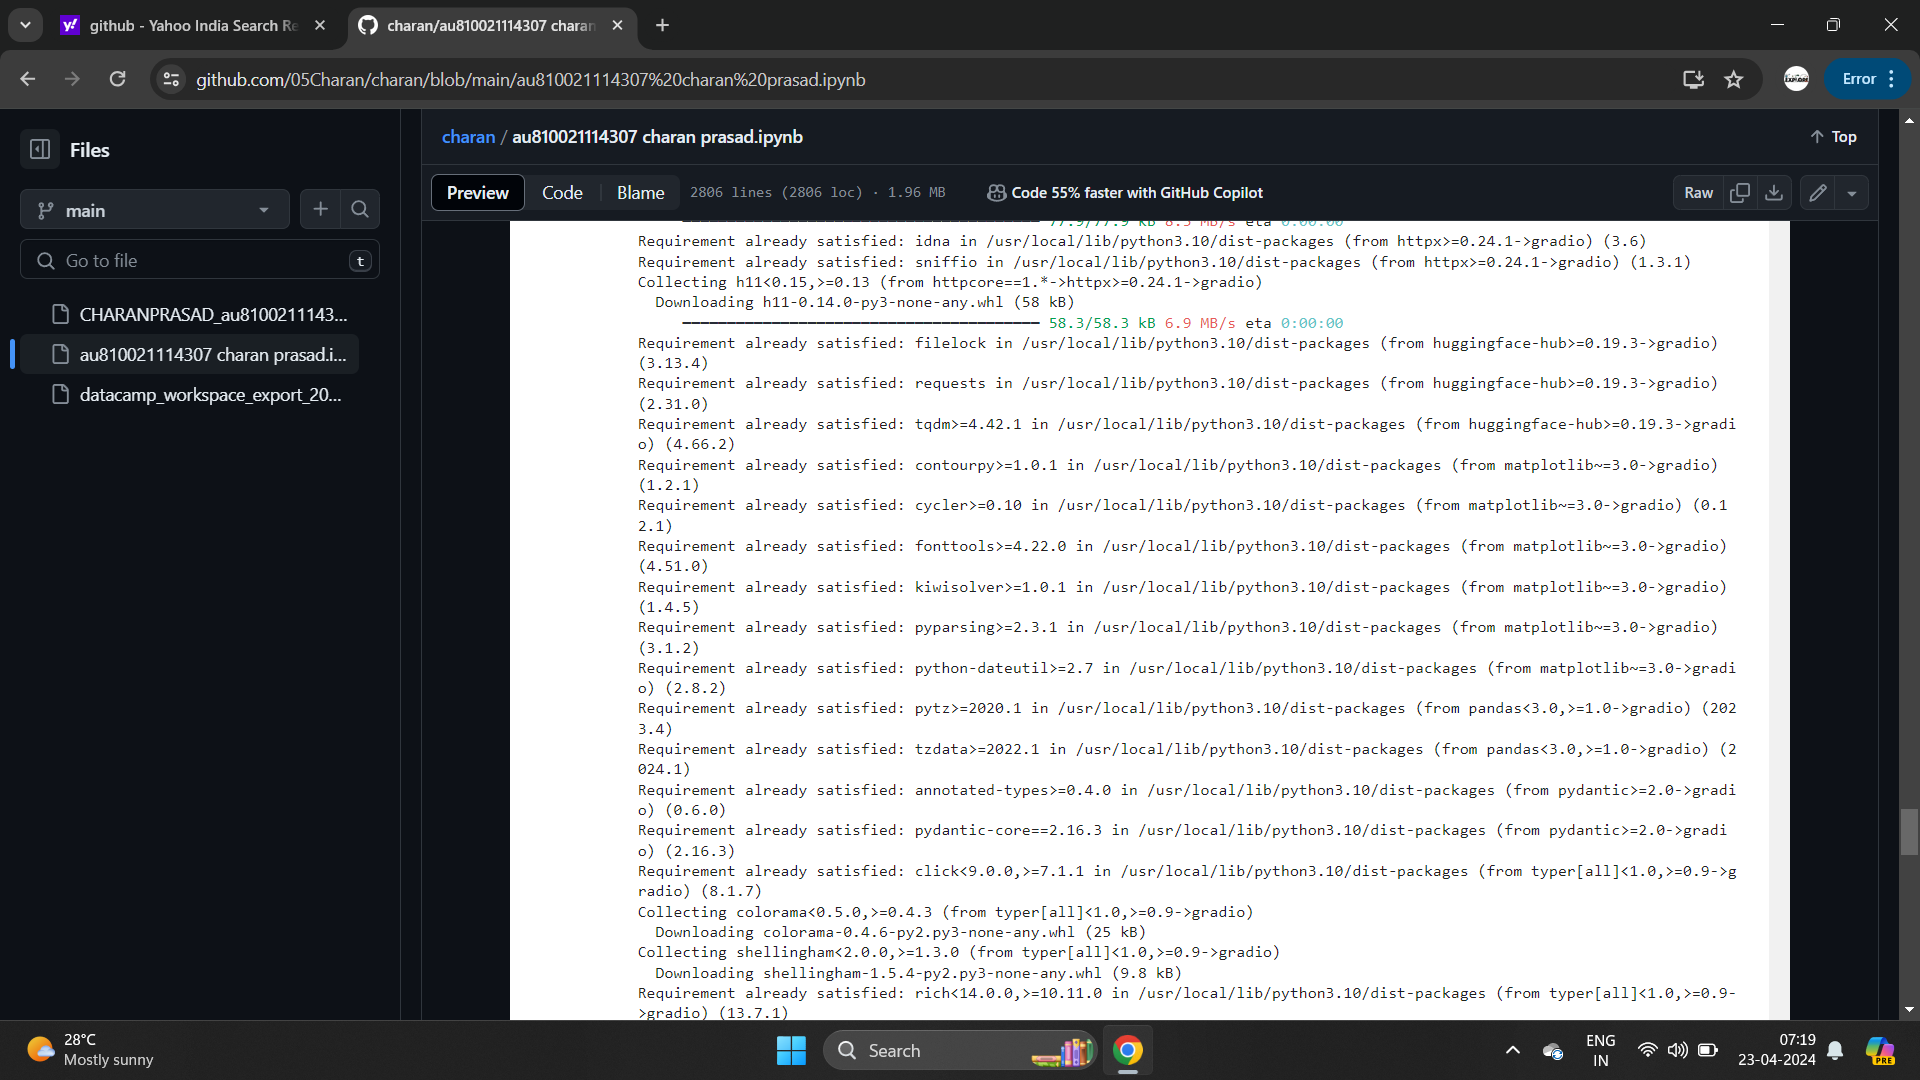 github - Yahoo India Search Re
charan/au810021114307 charan
github.com/05Charan/charan/blob/main/au810021114307%20charan%20prasad.ipynb
Error
Files
charan / au810021114307 charan prasad.ipynb
Top
main
Preview Code Blame 2806 lines (2806 loc) · 1.96 MB Code 55% faster with GitHub Copilot Raw
Go to file t
CHARANPRASAD_au8100211143...
au810021114307 charan prasad.i...
datacamp_workspace_export_20...
77.9/77.9 kB 8.5 MB/s eta 0:00:00
Requirement already satisfied: idna in /usr/local/lib/python3.10/dist-packages (from httpx>=0.24.1->gradio) (3.6)
Requirement already satisfied: sniffio in /usr/local/lib/python3.10/dist-packages (from httpx>=0.24.1->gradio) (1.3.1)
Collecting h11<0.15,>=0.13 (from httpcore==1.*->httpx>=0.24.1->gradio)
Downloading h11-0.14.0-py3-none-any.whl (58 kB)
58.3/58.3 kB 6.9 MB/s eta 0:00:00
Requirement already satisfied: filelock in /usr/local/lib/python3.10/dist-packages (from huggingface-hub>=0.19.3->gradio)
(3.13.4)
Requirement already satisfied: requests in /usr/local/lib/python3.10/dist-packages (from huggingface-hub>=0.19.3->gradio)
(2.31.0)
Requirement already satisfied: tqdm>=4.42.1 in /usr/local/lib/python3.10/dist-packages (from huggingface-hub>=0.19.3->gradi
o) (4.66.2)
Requirement already satisfied: contourpy>=1.0.1 in /usr/local/lib/python3.10/dist-packages (from matplotlib~=3.0->gradio)
(1.2.1)
Requirement already satisfied: cycler>=0.10 in /usr/local/lib/python3.10/dist-packages (from matplotlib~=3.0->gradio) (0.1
2.1)
Requirement already satisfied: fonttools>=4.22.0 in /usr/local/lib/python3.10/dist-packages (from matplotlib~=3.0->gradio)
(4.51.0)
Requirement already satisfied: kiwisolver>=1.0.1 in /usr/local/lib/python3.10/dist-packages (from matplotlib~=3.0->gradio)
(1.4.5)
Requirement already satisfied: pyparsing>=2.3.1 in /usr/local/lib/python3.10/dist-packages (from matplotlib~=3.0->gradio)
(3.1.2)
Requirement already satisfied: python-dateutil>=2.7 in /usr/local/lib/python3.10/dist-packages (from matplotlib~=3.0->gradi
o) (2.8.2)
Requirement already satisfied: pytz>=2020.1 in /usr/local/lib/python3.10/dist-packages (from pandas<3.0,>=1.0->gradio) (202
3.4)
Requirement already satisfied: tzdata>=2022.1 in /usr/local/lib/python3.10/dist-packages (from pandas<3.0,>=1.0->gradio) (2
024.1)
Requirement already satisfied: annotated-types>=0.4.0 in /usr/local/lib/python3.10/dist-packages (from pydantic>=2.0->gradi
o) (0.6.0)
Requirement already satisfied: pydantic-core==2.16.3 in /usr/local/lib/python3.10/dist-packages (from pydantic>=2.0->gradi
o) (2.16.3)
Requirement already satisfied: click<9.0.0,>=7.1.1 in /usr/local/lib/python3.10/dist-packages (from typer[all]<1.0,>=0.9->g
radio) (8.1.7)
Collecting colorama<0.5.0,>=0.4.3 (from typer[all]<1.0,>=0.9->gradio)
Downloading colorama-0.4.6-py2.py3-none-any.whl (25 kB)
Collecting shellingham<2.0.0,>=1.3.0 (from typer[all]<1.0,>=0.9->gradio)
Downloading shellingham-1.5.4-py2.py3-none-any.whl (9.8 kB)
Requirement already satisfied: rich<14.0.0,>=10.11.0 in /usr/local/lib/python3.10/dist-packages (from typer[all]<1.0,>=0.9-
>gradio) (13.7.1)
28°C
Mostly sunny
Search
ENG
IN
07:19
23-04-2024
PRE